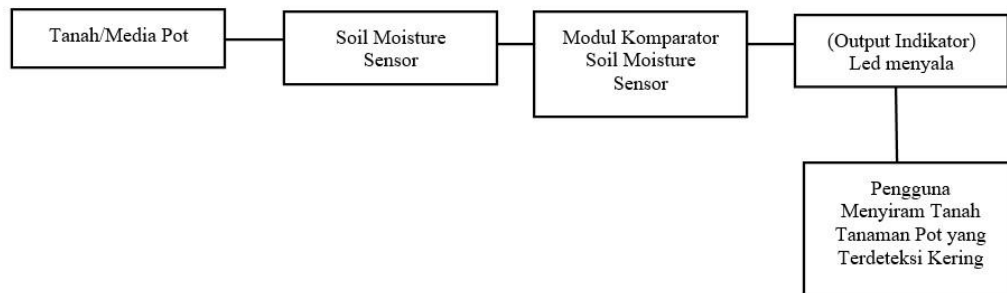 Tanah/Media Pot
Soil Moisture
Sensor
Modul Komparator
Soil Moisture
Sensor
(Output Indikator)
Led menyala
Pengguna
Menyiram Tanah
Tanaman Pot yang
Terdeteksi Kering